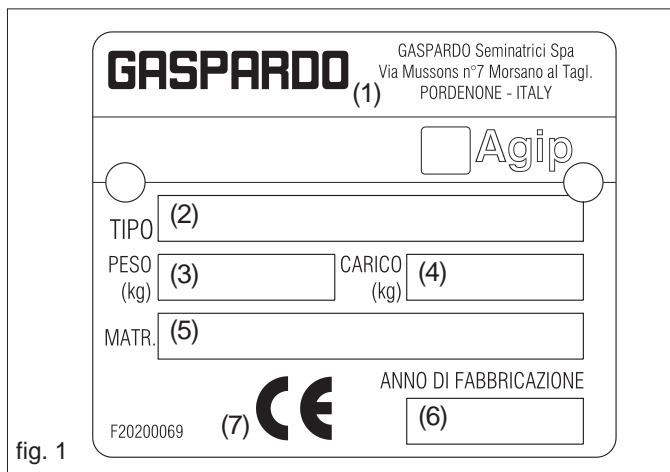 GASPARDO
(1)
GASPARDO Seminatrici Spa
Via Mussons n°7 Morsano al Tagl.
PORDENONE - ITALY
Agip
TIPO (2)
PESO (kg) (3) CARICO (kg) (4)
MATR. (5)
ANNO DI FABBRICAZIONE
F20200069 (7) CE (6)
fig. 1